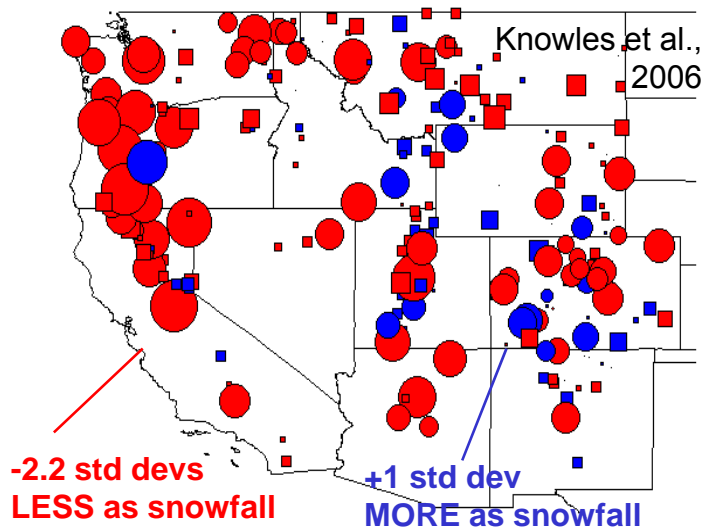 Knowles et al.,
2006
-2.2 std devs
LESS as snowfall
+1 std dev
MORE as snowfall